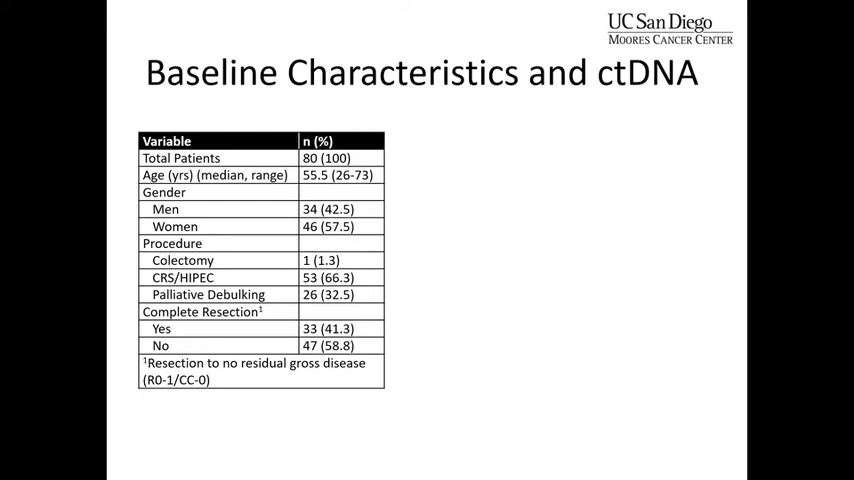 UC San Diego
MOORES CANCER CENTER
Baseline Characteristics and ctDNA
Variable n (%)
Total Patients 80 (100)
Age (yrs) (median, range) 55.5 (26-73)
Gender
Men 34 (42.5)
Women 46 (57.5)
Procedure
Colectomy 1 (1.3)
CRS/HIPEC 53 (66.3)
Palliative Debulking 26 (32.5)
Complete Resection¹
Yes 33 (41.3)
No 47 (58.8)
¹Resection to no residual gross disease
(R0-1/CC-0)